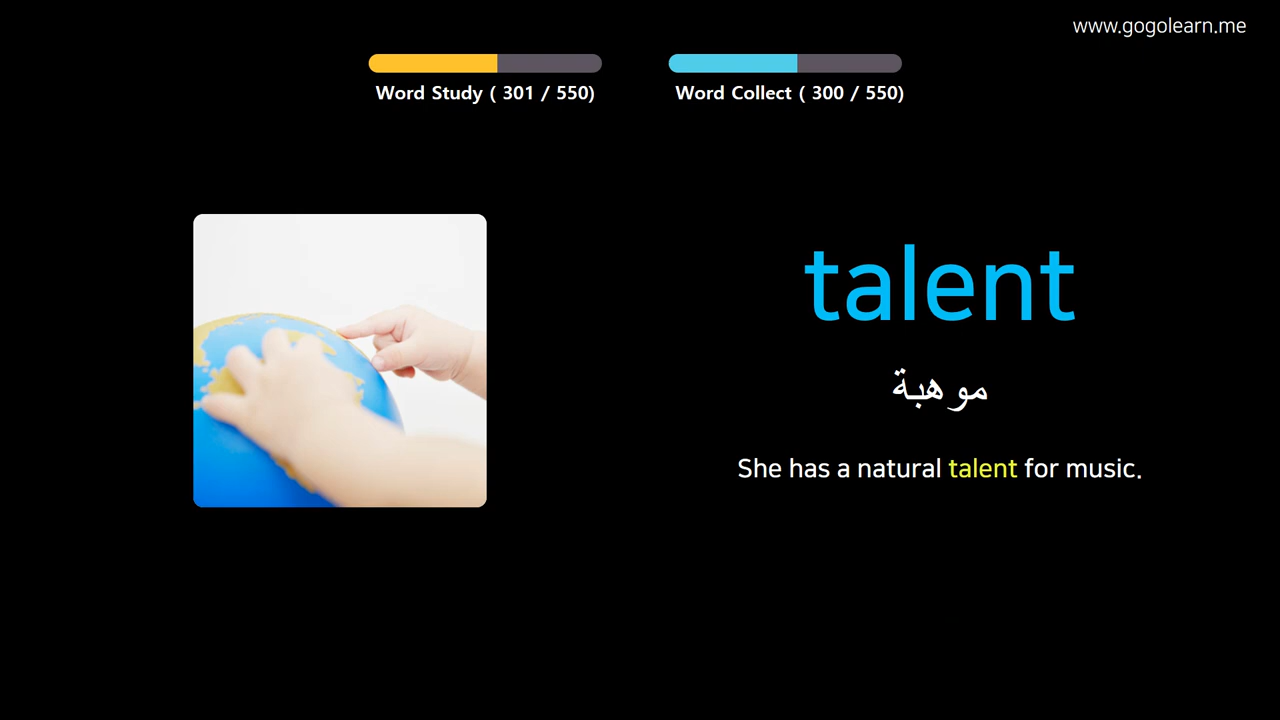 www.gogolearn.me
Word Study ( 301 / 550)
Word Collect ( 300 / 550)
talent
موهبة
She has a natural talent for music.